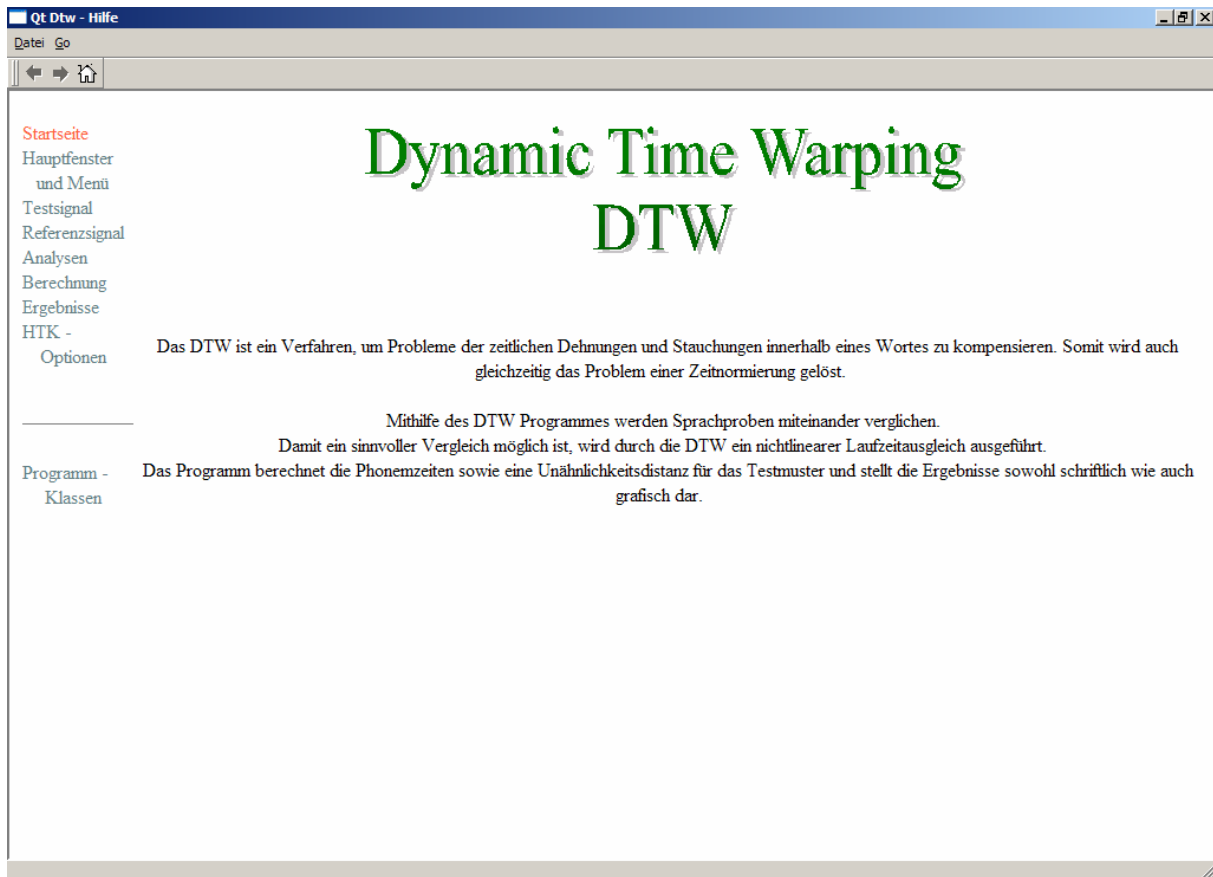 Qt Dtw - Hilfe
Datei Go
Startseite
Hauptfenster
und Menü
Testsignal
Referenzsignal
Analysen
Berechnung
Ergebnisse
HTK -
Optionen
Programm -
Klassen
Dynamic Time Warping
DTW
Das DTW ist ein Verfahren, um Probleme der zeitlichen Dehnungen und Stauchungen innerhalb eines Wortes zu kompensieren. Somit wird auch
gleichzeitig das Problem einer Zeitnormierung gelöst.
Mithilfe des DTW Programmes werden Sprachproben miteinander verglichen.
Damit ein sinnvoller Vergleich möglich ist, wird durch die DTW ein nichtlinearer Laufzeitausgleich ausgeführt.
Das Programm berechnet die Phonemzeiten sowie eine Unähnlichkeitsdistanz für das Testmuster und stellt die Ergebnisse sowohl schriftlich wie auch
grafisch dar.